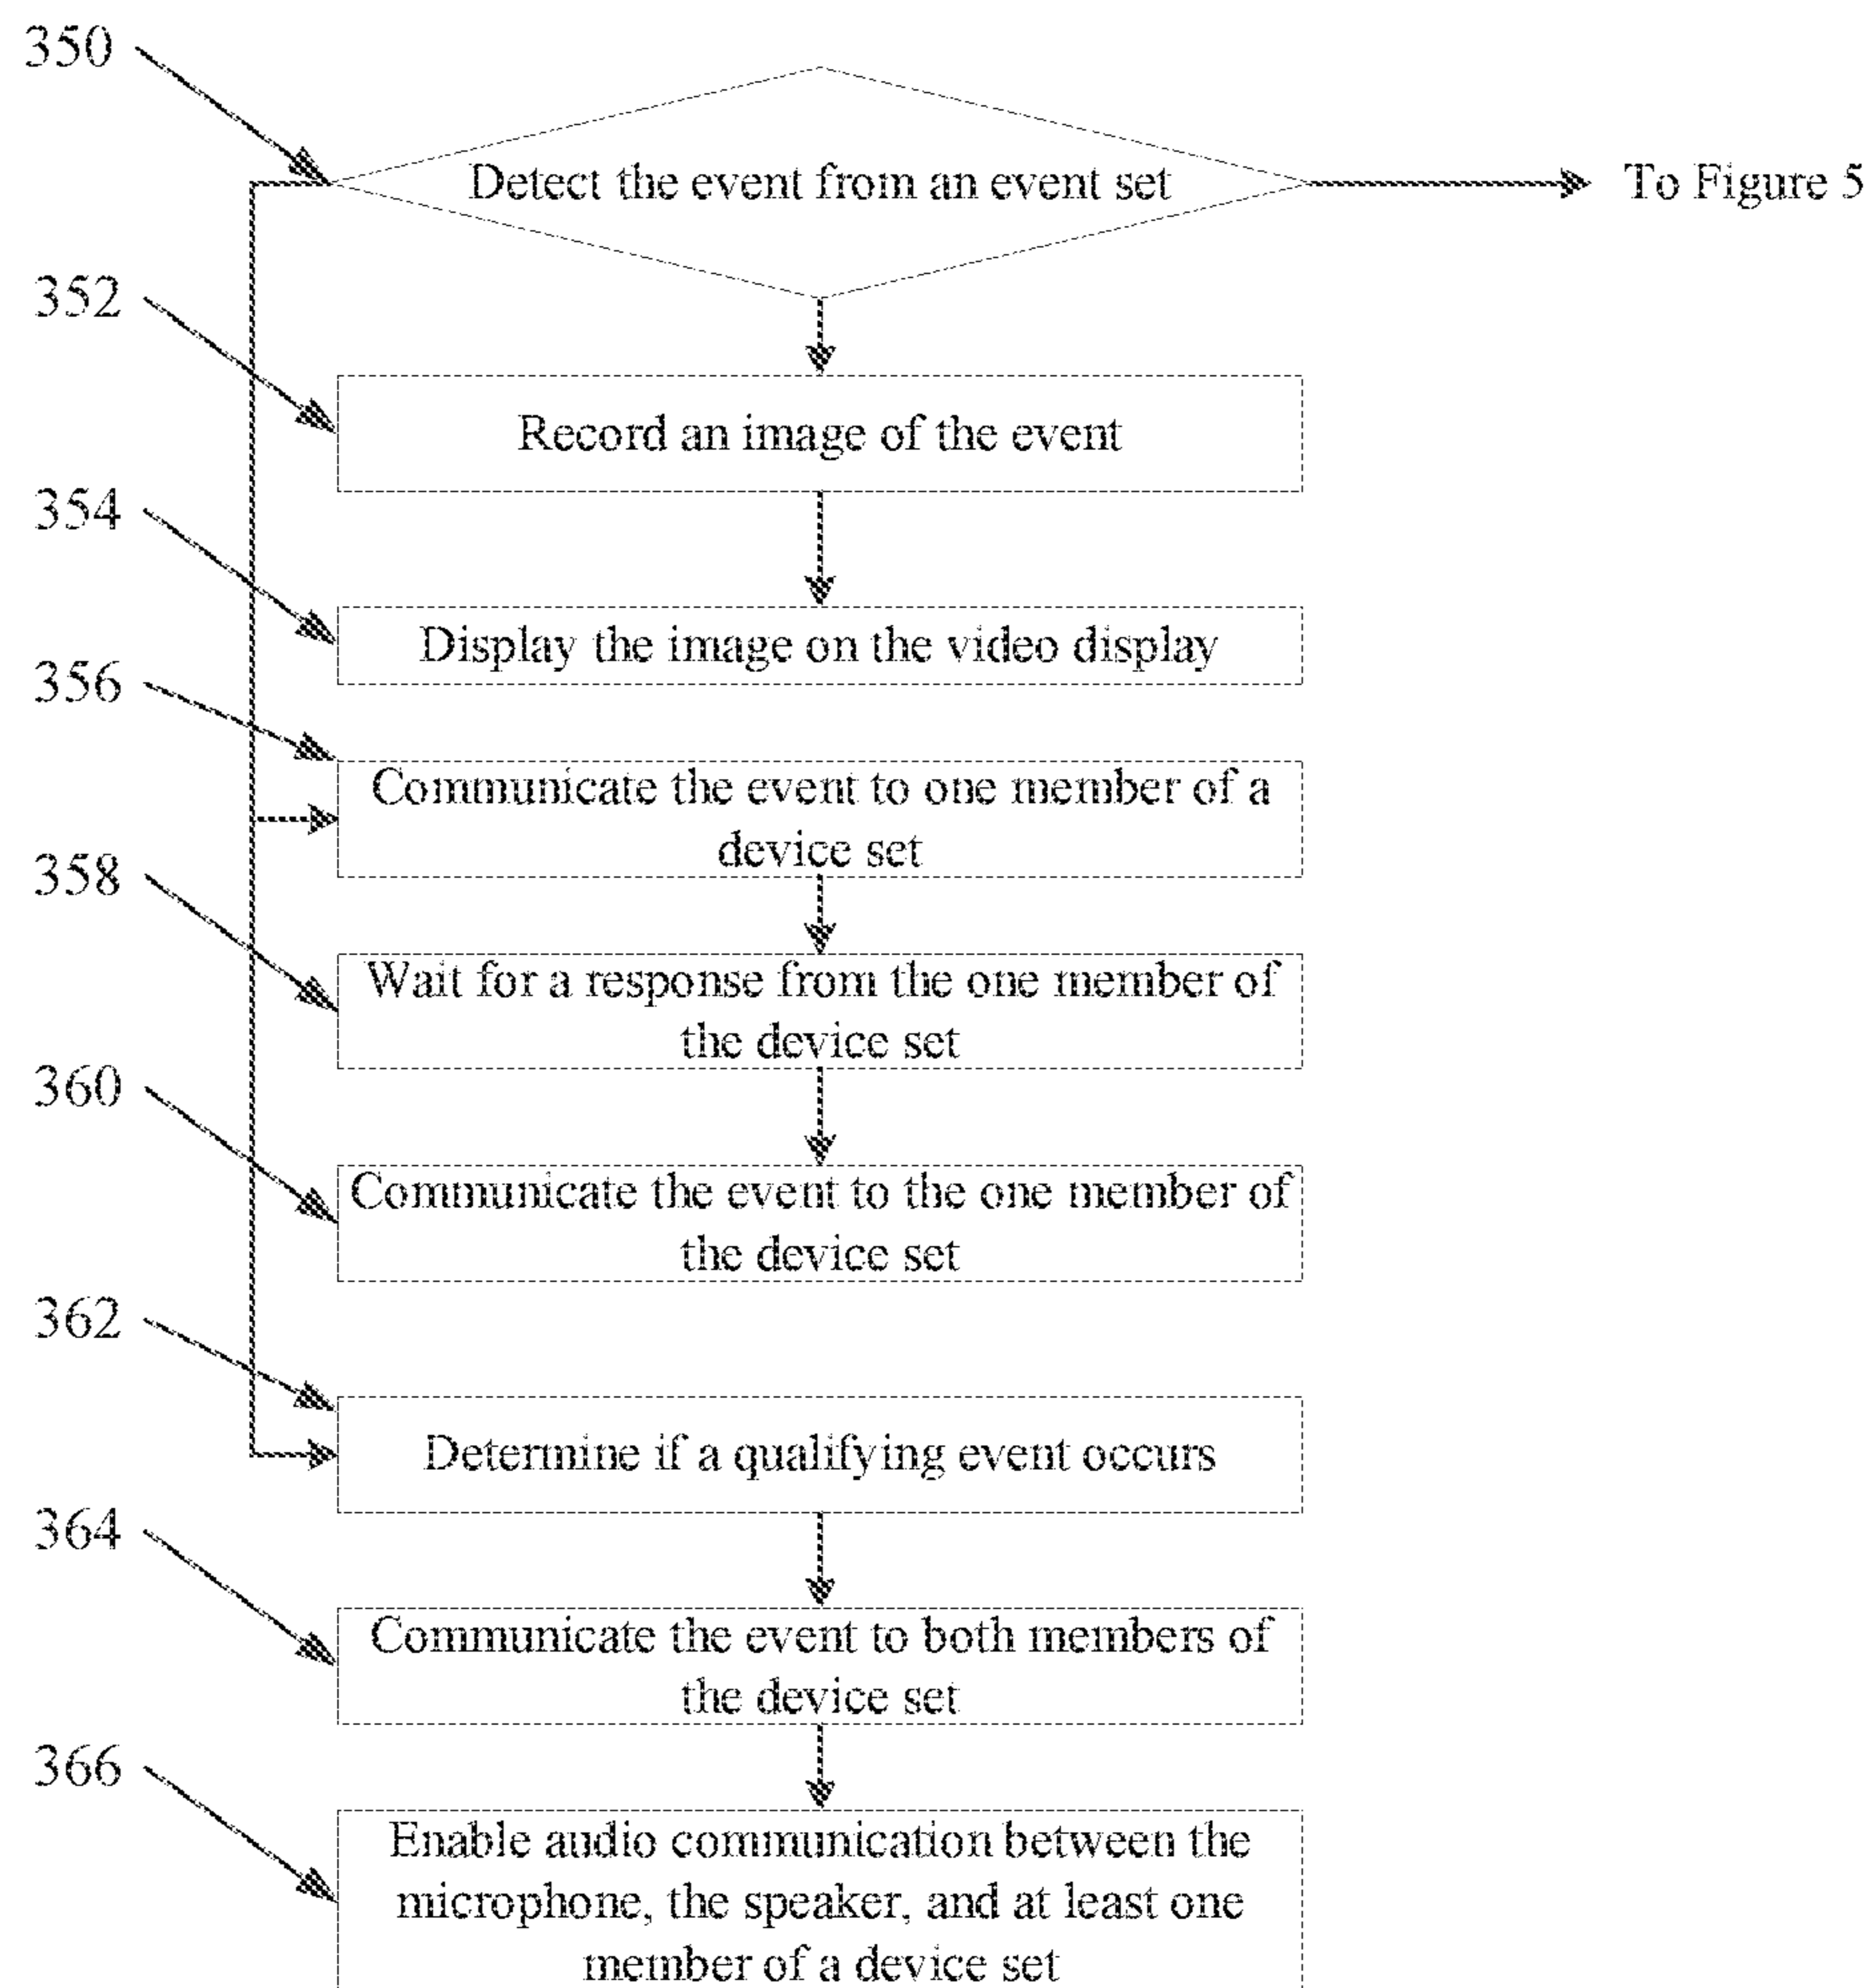 350
Detect the event from an event set
To Figure 5
352
Record an image of the event
354
Display the image on the video display
356
Communicate the event to one member of a
device set
358
Wait for a response from the one member of
the device set
360
Communicate the event to the one member of
the device set
362
Determine if a qualifying event occurs
364
Communicate the event to both members of
the device set
366
Enable audio communication between the
microphone, the speaker, and at least one
member of a device set